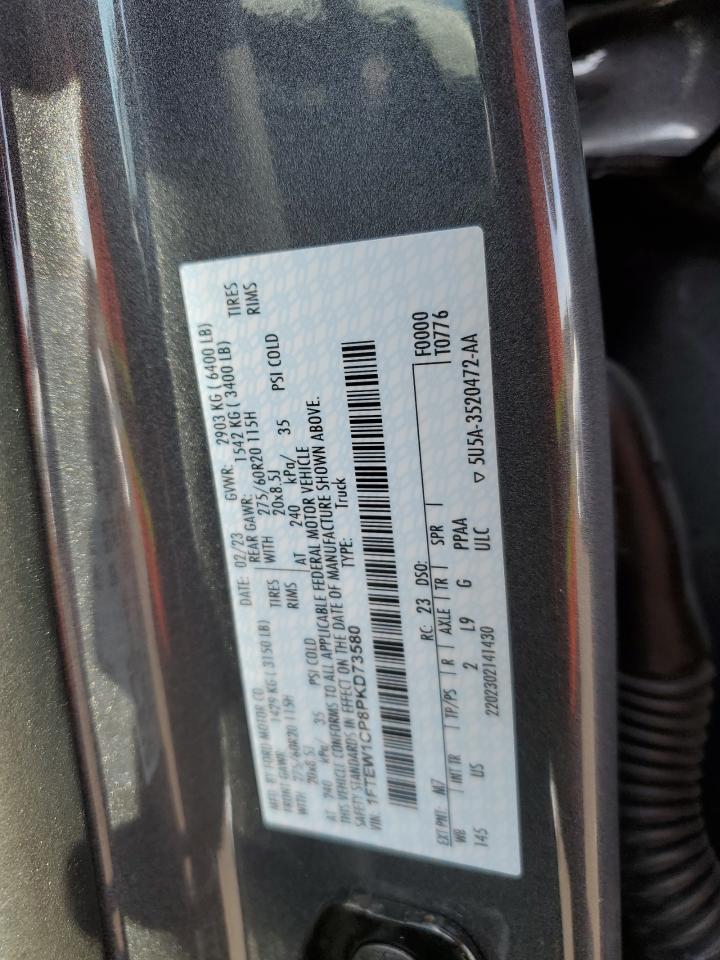 MFD. BY FORD MOTOR CO.
DATE: 02/23 GVWR: 2903 KG ( 6400 LB)
FRONT GAWR: 1429 KG ( 3150 LB) REAR GAWR: 1542 KG ( 3400 LB)
WITH 275/60R20 115H TIRES WITH 275/60R20 115H TIRES
20x8.5J RIMS 20x8.5J RIMS
AT 240 kPa/ 35 PSI COLD AT 240 kPa/ 35 PSI COLD
THIS VEHICLE CONFORMS TO ALL APPLICABLE FEDERAL MOTOR VEHICLE
SAFETY STANDARDS IN EFFECT ON THE DATE OF MANUFACTURE SHOWN ABOVE.
VIN: 1FTEW1CP8PKD73580 TYPE: Truck
F0000
EXT PNT: M7 RC: 23 DSO: T0776
WB INT TR TP/PS R AXLE TR SPR
145 US 2 L9 G PPAA
2202302141430 ULC ▽ 5U5A-3520472-AA